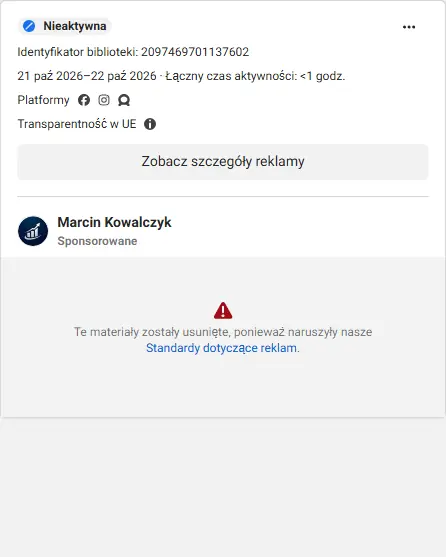 Nieaktywna
Identyfikator biblioteki: 2097469701137602
21 paź 2026–22 paź 2026 · Łączny czas aktywności: <1 godz.
Platformy
Transparentność w UE
Zobacz szczegóły reklamy
Marcin Kowalczyk
Sponsorowane
Te materiały zostały usunięte, ponieważ naruszyły nasze
Standardy dotyczące reklam.